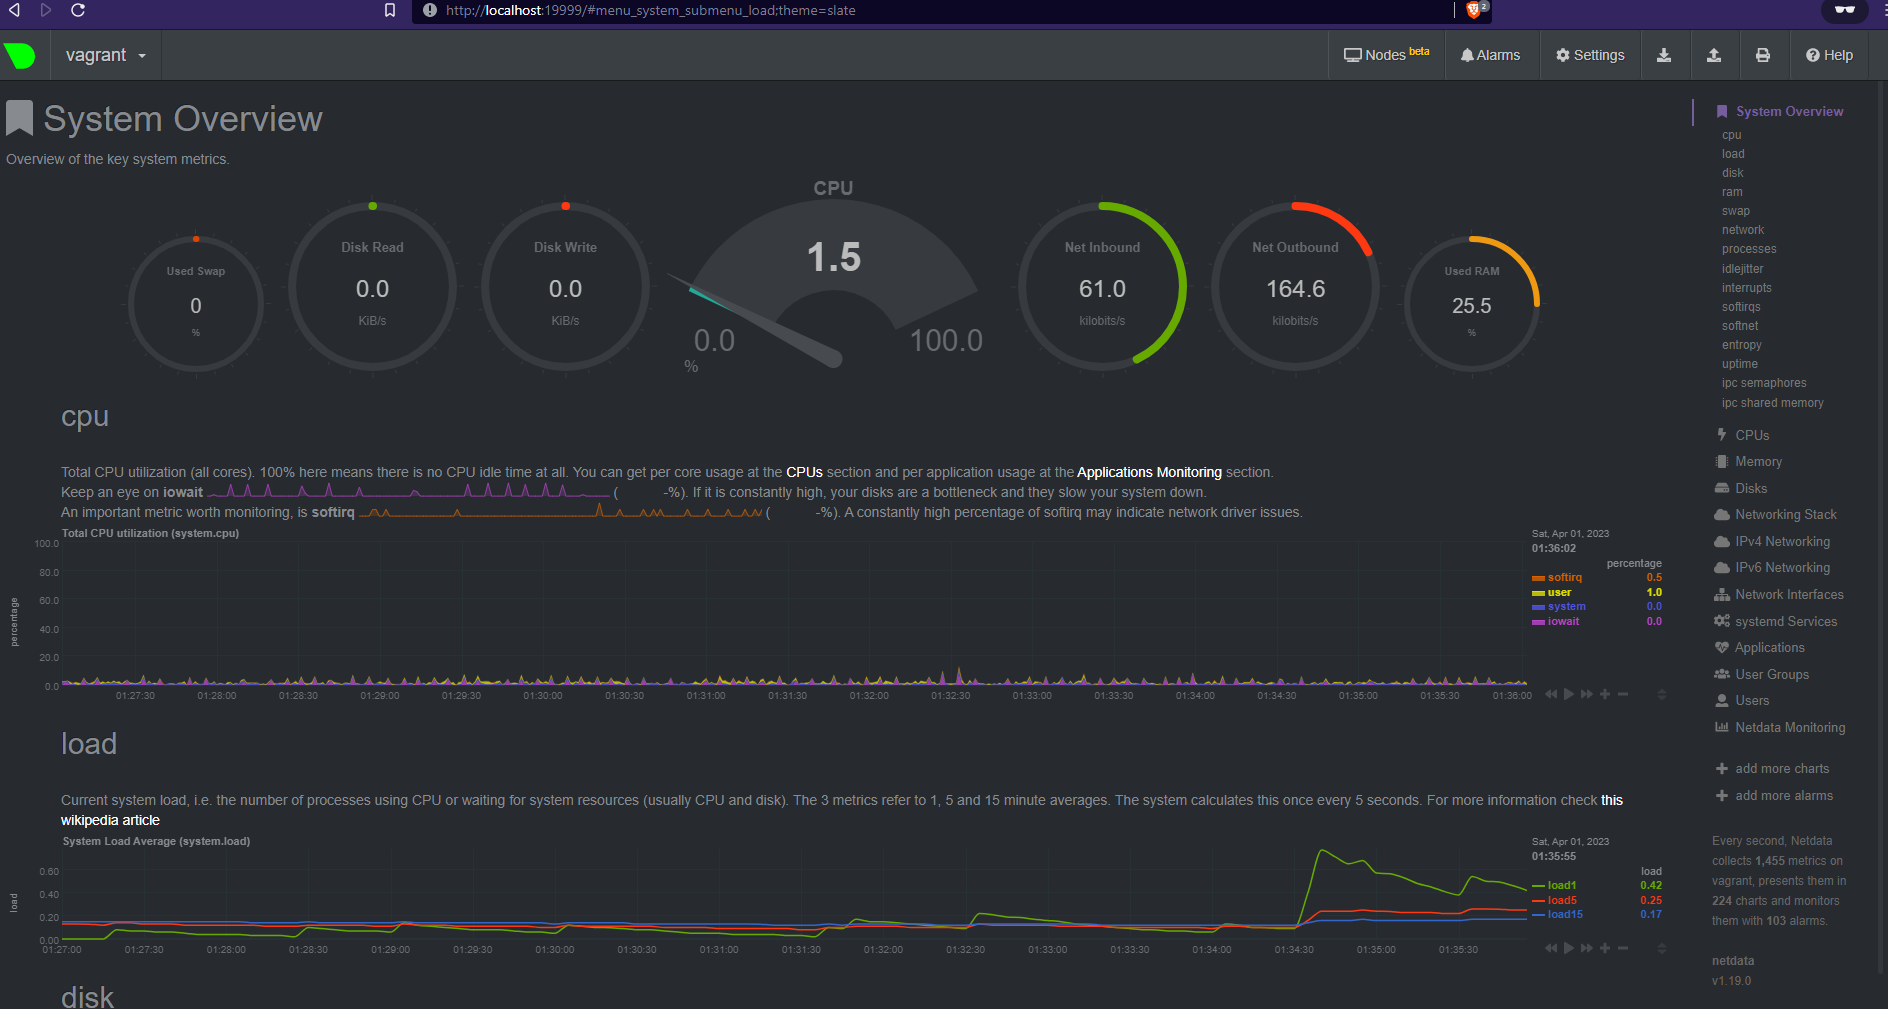 http://localhost:19999/#menu_system_submenu_load;theme=slate
2
vagrant
Nodes beta
Alarms
Settings
Help
System Overview
Overview of the key system metrics.
Used Swap
0
%
Disk Read
0.0
KiB/s
Disk Write
0.0
KiB/s
CPU
1.5
0.0
100.0
%
Net Inbound
61.0
kilobits/s
Net Outbound
164.6
kilobits/s
Used RAM
25.5
%
cpu
Total CPU utilization (all cores). 100% here means there is no CPU idle time at all. You can get per core usage at the CPUs section and per application usage at the Applications Monitoring section.
Keep an eye on iowait ( -%). If it is constantly high, your disks are a bottleneck and they slow your system down.
An important metric worth monitoring, is softirq ( -%). A constantly high percentage of softirq may indicate network driver issues.
Total CPU utilization (system.cpu)
percentage
100.0
80.0
60.0
40.0
20.0
0.0
01:27:30 01:28:00 01:28:30 01:29:00 01:29:30 01:30:00 01:30:30 01:31:00 01:31:30 01:32:00 01:32:30 01:33:00 01:33:30 01:34:00 01:34:30 01:35:00 01:35:30 01:36:00
Sat, Apr 01, 2023
01:36:02
percentage
softirq 0.5
user 1.0
system 0.0
iowait 0.0
load
Current system load, i.e. the number of processes using CPU or waiting for system resources (usually CPU and disk). The 3 metrics refer to 1, 5 and 15 minute averages. The system calculates this once every 5 seconds. For more information check this
wikipedia article
System Load Average (system.load)
load
0.60
0.40
0.20
0.00
01:27:00 01:27:30 01:28:00 01:28:30 01:29:00 01:29:30 01:30:00 01:30:30 01:31:00 01:31:30 01:32:00 01:32:30 01:33:00 01:33:30 01:34:00 01:34:30 01:35:00 01:35:30
Sat, Apr 01, 2023
01:35:55
load
load1 0.42
load5 0.25
load15 0.17
disk
System Overview
cpu
load
disk
ram
swap
network
processes
idlejitter
interrupts
softirqs
softnet
entropy
uptime
ipc semaphores
ipc shared memory
CPUs
Memory
Disks
Networking Stack
IPv4 Networking
IPv6 Networking
Network Interfaces
systemd Services
Applications
User Groups
Users
Netdata Monitoring
add more charts
add more alarms
Every second, Netdata
collects 1,455 metrics on
vagrant, presents them in
224 charts and monitors
them with 103 alarms.
netdata
v1.19.0